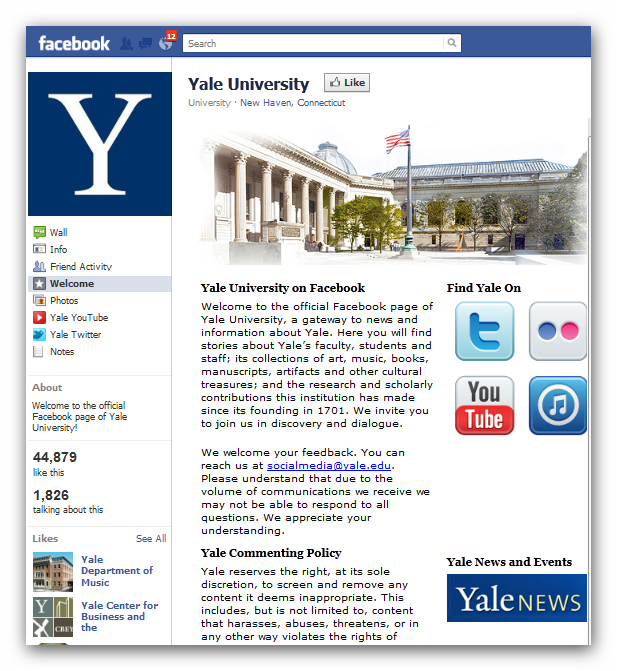 facebook
12
Search
Y
Yale University
Like
University · New Haven, Connecticut
Wall
Info
Friend Activity
Welcome
Photos
Yale YouTube
Yale Twitter
Notes
About
Welcome to the official
Facebook page of Yale
University!
44,879
like this
1,826
talking about this
Likes
See All
Yale
Department of
Music
Y
Yale Center for
Business and
the
CBEY
Yale University on Facebook
Welcome to the official Facebook page of
Yale University, a gateway to news and
information about Yale. Here you will find
stories about Yale’s faculty, students and
staff; its collections of art, music, books,
manuscripts, artifacts and other cultural
treasures; and the research and scholarly
contributions this institution has made
since its founding in 1701. We invite you
to join us in discovery and dialogue.
We welcome your feedback. You can
reach us at socialmedia@yale.edu.
Please understand that due to the
volume of communications we receive we
may not be able to respond to all
questions. We appreciate your
understanding.
Yale Commenting Policy
Yale reserves the right, at its sole
discretion, to screen and remove any
content it deems inappropriate. This
includes, but is not limited to, content
that harasses, abuses, threatens, or in
any other way violates the rights of
Find Yale On
t
You
Tube
Yale News and Events
Yale NEWS